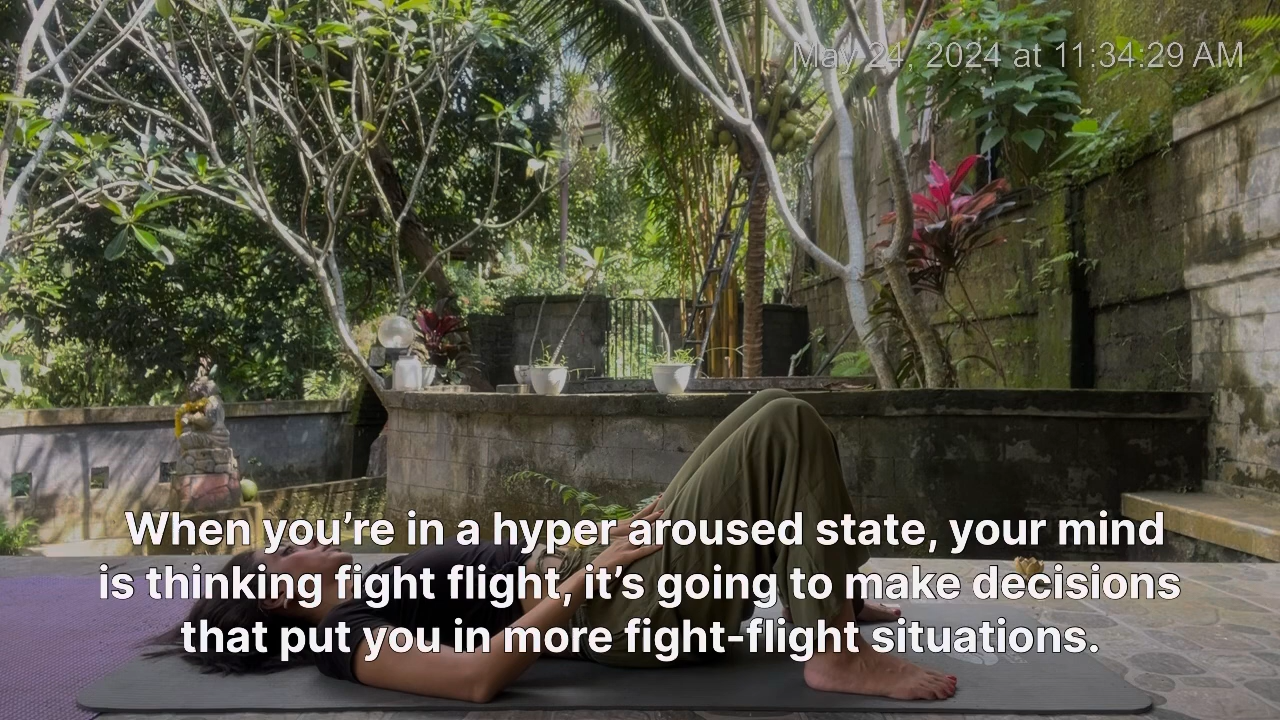 May 24, 2024 at 11:34:29 AM
When you’re in a hyper aroused state, your mind
is thinking fight flight, it’s going to make decisions
that put you in more fight-flight situations.